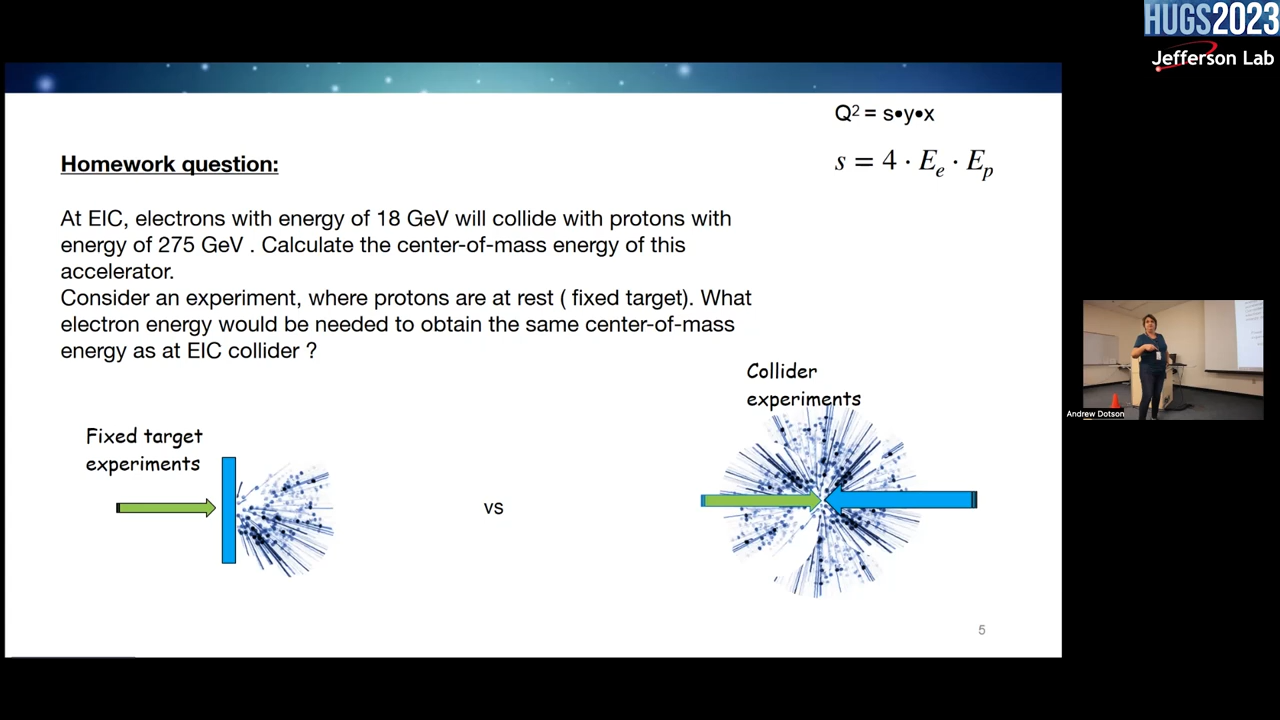 HUGS2023
Jefferson Lab
Q2 = s•y•x
s = 4 · Ee · Ep
Homework question:
At EIC, electrons with energy of 18 GeV will collide with protons with
energy of 275 GeV . Calculate the center-of-mass energy of this
accelerator.
Consider an experiment, where protons are at rest ( fixed target). What
electron energy would be needed to obtain the same center-of-mass
energy as at EIC collider ?
Collider
experiments
Fixed target
experiments
vs
5
Andrew Dotson